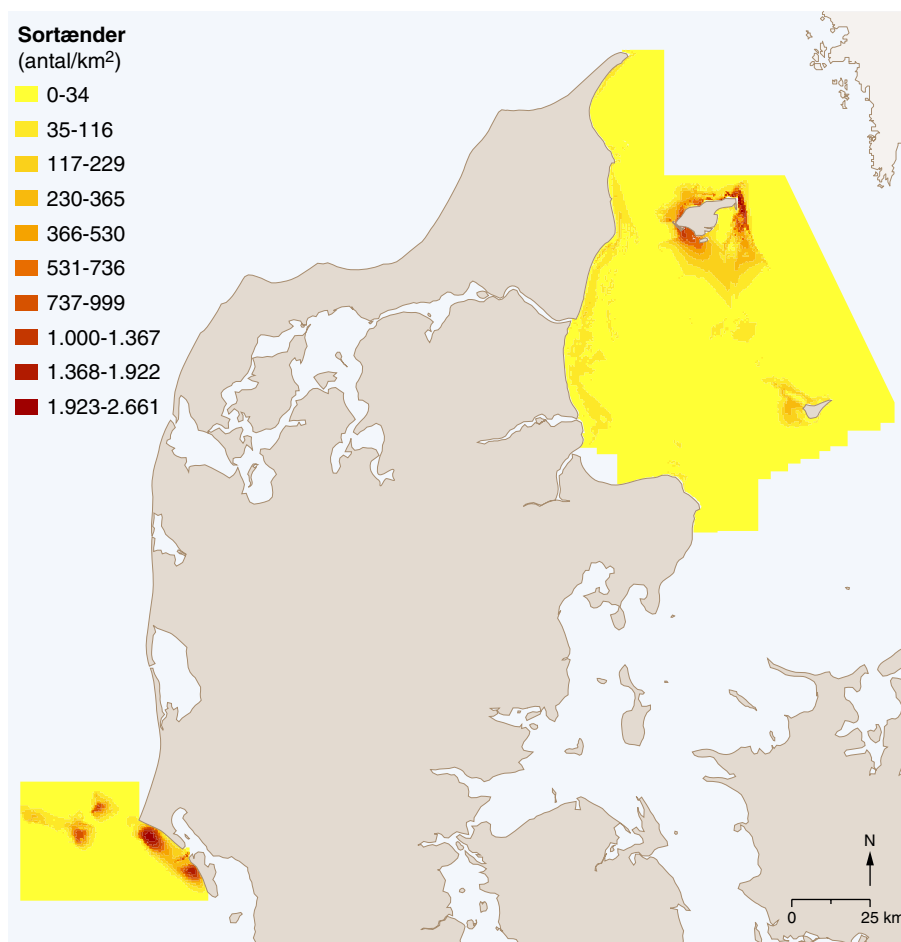 Sortænder
(antal/km²)
0-34
35-116
117-229
230-365
366-530
531-736
737-999
1.000-1.367
1.368-1.922
1.923-2.661
N
0
25 km